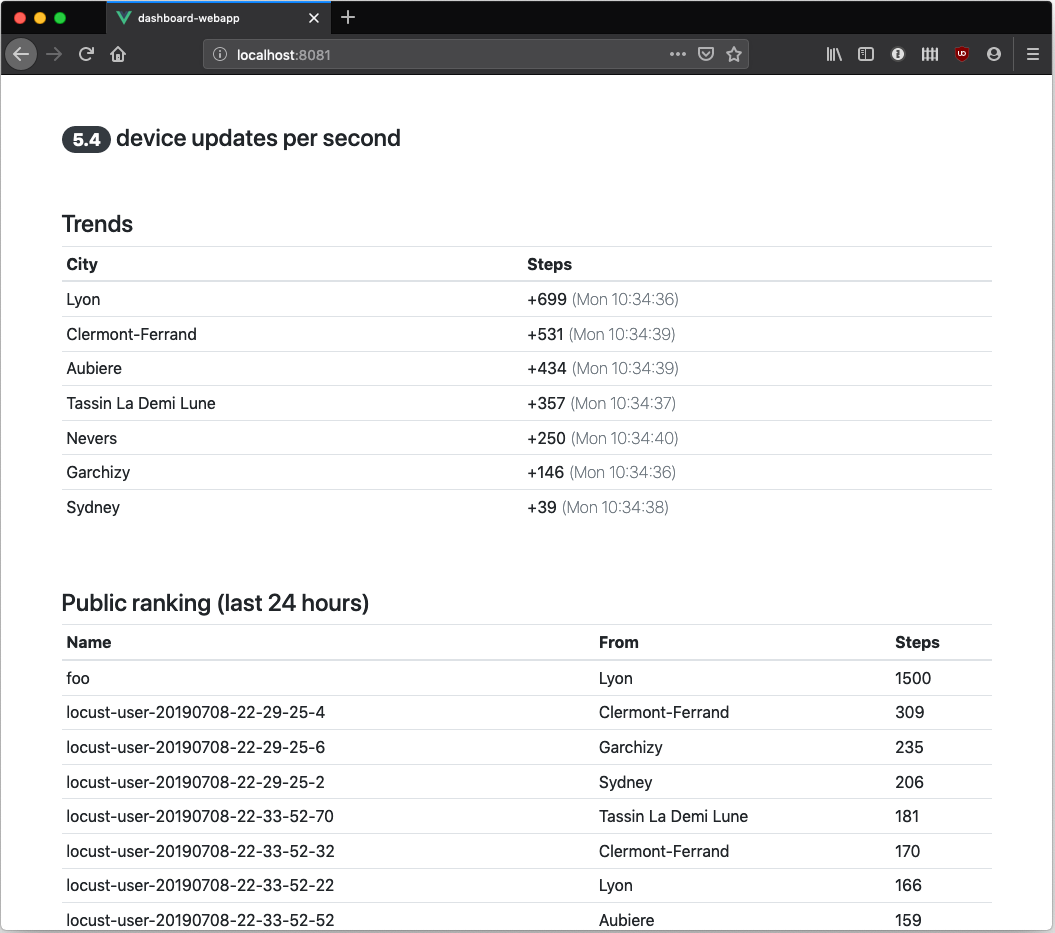 dashboard-webapp
localhost:8081
5.4 device updates per second
Trends
City Steps
Lyon +699 (Mon 10:34:36)
Clermont-Ferrand +531 (Mon 10:34:39)
Aubiere +434 (Mon 10:34:39)
Tassin La Demi Lune +357 (Mon 10:34:37)
Nevers +250 (Mon 10:34:40)
Garchizy +146 (Mon 10:34:36)
Sydney +39 (Mon 10:34:38)
Public ranking (last 24 hours)
Name From Steps
foo Lyon 1500
locust-user-20190708-22-29-25-4 Clermont-Ferrand 309
locust-user-20190708-22-29-25-6 Garchizy 235
locust-user-20190708-22-29-25-2 Sydney 206
locust-user-20190708-22-33-52-70 Tassin La Demi Lune 181
locust-user-20190708-22-33-52-32 Clermont-Ferrand 170
locust-user-20190708-22-33-52-22 Lyon 166
locust-user-20190708-22-33-52-52 Aubiere 159